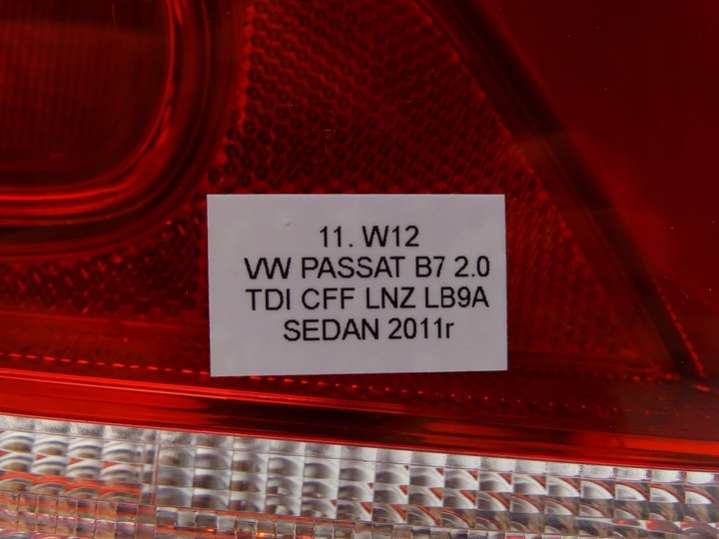 11. W12
VW PASSAT B7 2.0
TDI CFF LNZ LB9A
SEDAN 2011r